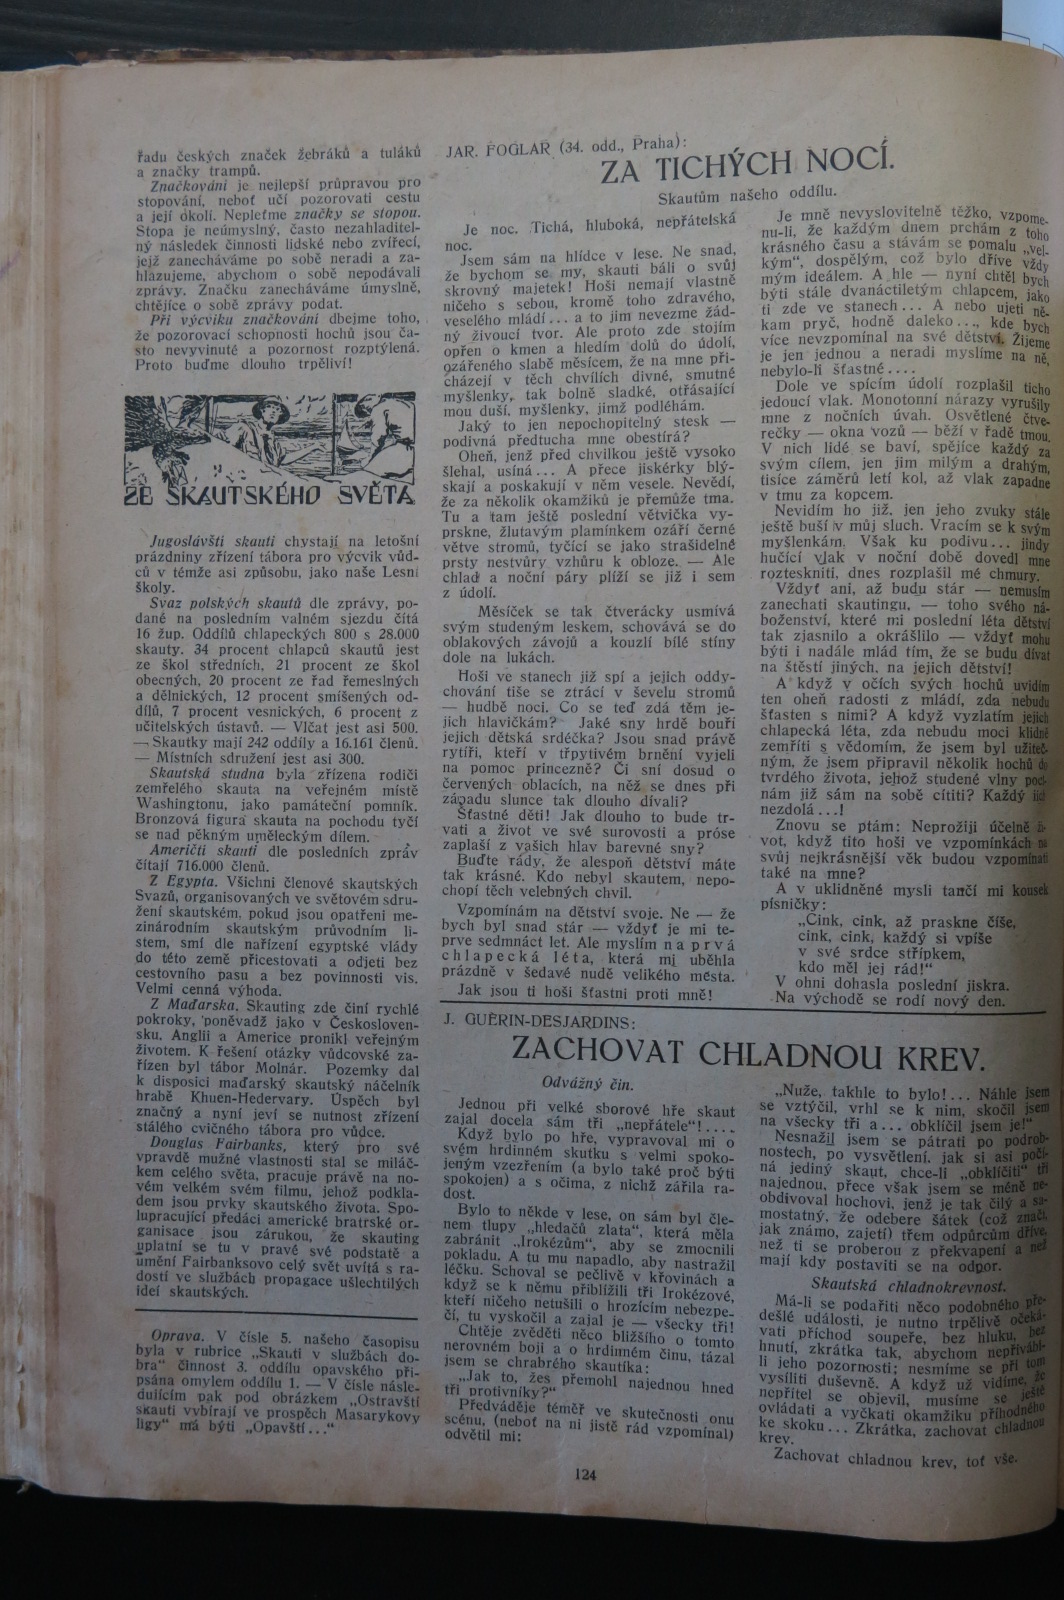 řadu českých značek žebráků a tuláků
a značky trampů.
Značkování je nejlepší průpravou pro
stopování, neboť učí pozorovati cestu
a její okolí. Nepleťme značky se stopou.
Stopa je neúmyslný, často nezahladitel-
ný následek činnosti lidské nebo zvířecí,
jejž zanecháváme po sobě neradi a za-
hlazujeme, abychom o sobě nepodávali
zprávy. Značku zanecháváme úmyslně,
chtějíce o sobě zprávy podat.
Při výcviku značkování dbejme toho,
že pozorovací schopnosti hochů jsou ča-
sto nevyvinuté a pozornost rozptýlená.
Proto buďme dlouho trpěliví!
ZE SKAUTSKÉHO SVĚTA
Jugoslávšti skauti chystají na letošní
prázdniny zřízení tábora pro výcvik vůd-
ců v témže asi způsobu, jako naše Lesní
školy.
Svaz polských skautů dle zprávy, po-
dané na posledním valném sjezdu čítá
16 žup. Oddílů chlapeckých 800 s 28.000
skauty. 34 procent chlapců skautů jest
ze škol středních, 21 procent ze škol
obecných, 20 procent ze řad řemeslných
a dělnických, 12 procent smíšených od-
dílů, 7 procent vesnických, 6 procent z
učitelských ústavů. — Vlčat jest asi 500.
— Skautky mají 242 oddíly a 16.161 členů.
— Místních sdružení jest asi 300.
Skautská studna byla zřízena rodiči
zemřelého skauta na veřejném místě
Washingtonu, jako památeční pomník.
Bronzová figura skauta na pochodu tyčí
se nad pěkným uměleckým dílem.
Američti skauti dle posledních zpráv
čítají 716.000 členů.
Z Egypta. Všichni členové skautských
Svazů, organisovaných ve světovém sdru-
žení skautském, pokud jsou opatřeni me-
zinárodním skautským průvodním li-
stem, smí dle nařízení egyptské vlády
do této země přicestovati a odjeti bez
cestovního pasu a bez povinnosti vis.
Velmi cenná výhoda.
Z Maďarska. Skauting zde činí rychlé
pokroky, poněvadž jako v Českosloven-
sku, Anglii a Americe pronikl veřejným
životem. K řešení otázky vůdcovské za-
řízen byl tábor Molnár. Pozemky dal
k disposici maďarský skautský náčelník
hrabě Khuen-Hedervary. Úspěch byl
značný a nyní jeví se nutnost zřízení
stálého cvičného tábora pro vůdce.
Douglas Fairbanks, který pro své
vpravdě mužné vlastnosti stal se miláč-
kem celého světa, pracuje právě na no-
vém velkém svém filmu, jehož podkla-
dem jsou prvky skautského života. Spo-
lupracující předáci americké bratrské or-
ganisace jsou zárukou, že skauting
uplatní se tu v pravé své podstatě a
umění Fairbanksovo celý svět uvítá s ra-
dostí ve službách propagace ušlechtilých
ideí skautských.
Oprava. V čísle 5. našeho časopisu
byla v rubrice „Skauti v službách do-
bra“ činnost 3. oddílu opavského při-
psána omylem oddílu 1. — V čísle násle-
dujícím pak pod obrázkem „Ostravští
skauti vybírají ve prospěch Masarykovy
ligy“ má býti „Opavští...“
JAR. FOGLAR (34. odd., Praha):
ZA TICHÝCH NOCÍ.
Skautům našeho oddílu.
Je noc. Tichá, hluboká, nepřátelská
noc.
Jsem sám na hlídce v lese. Ne snad,
že bychom se my, skauti báli o svůj
skrovný majetek! Hoši nemají vlastně
ničeho s sebou, kromě toho zdravého,
veselého mládí... a to jim nevezme žád-
ný živoucí tvor. Ale proto zde stojím
opřen o kmen a hledím dolů do údolí,
ozářeného slabě měsícem, že na mne při-
cházejí v těch chvílích divné, smutné
myšlenky, tak bolně sladké, otřásající
mou duší, myšlenky, jimž podléhám.
Jaký to jen nepochopitelný stesk —
podivná předtucha mne obestírá?
Oheň, jenž před chvilkou ještě vysoko
šlehal, usíná... A přece jiskérky blý-
skají a poskakují v něm vesele. Nevědí,
že za několik okamžiků je přemůže tma.
Tu a tam ještě poslední větvička vy-
prskne, žlutavým plamínkem ozáří černé
větve stromů, tyčící se jako strašidelné
prsty nestvůry vzhůru k obloze. — Ale
chlad a noční páry plíží se již i sem
z údolí.
Měsíček se tak čtverácky usmívá
svým studeným leskem, schovává se do
oblakových závojů a kouzlí bílé stíny
dole na lukách.
Hoši ve stanech již spí a jejich oddy-
chování tiše se ztrácí v ševelu stromů
— hudbě noci. Co se teď zdá těm je-
jich hlavičkám? Jaké sny hrdě bouří
jejich dětská srdéčka? Jsou snad právě
rytíři, kteří v třpytivém brnění vyjeli
na pomoc princezně? Či sní dosud o
červených oblacích, na něž se dnes při
západu slunce tak dlouho dívali?
Šťastné děti! Jak dlouho to bude tr-
vati a život ve své surovosti a próse
zaplaší z vašich hlav barevné sny?
Buďte rády, že alespoň dětství máte
tak krásné. Kdo nebyl skautem, nepo-
chopí těch velebných chvil.
Vzpomínám na dětství svoje. Ne — že
bych byl snad stár — vždyť je mi te-
prve sedmnáct let. Ale myslím na prvá
chlapecká léta, která mi uběhla
prázdně v šedavé nudě velikého města.
Jak jsou ti hoši šťastni proti mně!
Je mně nevyslovitelně těžko, vzpome-
nu-li, že každým dnem prchám z toho
krásného času a stávám se pomalu „vel-
kým“, dospělým, což bylo dříve vždy
mým ideálem. A hle — nyní chtěl bych
býti stále dvanáctiletým chlapcem, jako
ti zde ve stanech... A nebo ujeti ně-
kam pryč, hodně daleko..., kde bych
více nevzpomínal na své dětství. Žijeme
je jen jednou a neradi myslíme na ně,
nebylo-li šťastné....
Dole ve spícím údolí rozplašil ticho
jedoucí vlak. Monotonní nárazy vyrušily
mne z nočních úvah. Osvětlené čtve-
rečky — okna vozů — běží v řadě tmou.
V nich lidé se baví, spějíce každý za
svým cílem, jen jim milým a drahým,
tisíce záměrů letí kol, až vlak zapadne
v tmu za kopcem.
Nevidím ho již, jen jeho zvuky stále
ještě buší v můj sluch. Vracím se k svým
myšlenkám. Však ku podivu... jindy
hučící vlak v noční době dovedl mne
roztesknit, dnes rozplašil mé chmury.
Vždyť ani, až budu stár — nemusím
zanechati skautingu, — toho svého ná-
boženství, které mi poslední léta dětství
tak zjasnilo a okrášlilo — vždyť mohu
býti i nadále mlád tím, že se budu dívat
na štěstí jiných, na jejich dětství!
A když v očích svých hochů uvidím
ten oheň radosti z mládí, zda nebudu
šťasten s nimi? A když vyzlatím jejich
chlapecká léta, zda nebudu moci klidně
zemříti s vědomím, že jsem byl užiteč-
ným, že jsem připravil několik hochů do
tvrdého života, jehož studené vlny poč-
nám již sám na sobě cítiti? Každý jich
nezdolá...!
Znovu se ptám: Neprožiji účelně ži-
vot, když tito hoši ve vzpomínkách na
svůj nejkrásnější věk budou vzpomínati
také na mne?
A v uklidněné mysli tančí mi kousek
písničky:
„Cink, cink, až praskne číše,
cink, cink, každý si vpíše
v své srdce střípkem,
kdo měl jej rád!“
V ohni dohasla poslední jiskra.
Na východě se rodí nový den.
J. GUÉRIN-DESJARDINS:
ZACHOVAT CHLADNOU KREV.
Odvážný čin.
Jednou při velké sborové hře skaut
zajal docela sám tři „nepřátele“!....
Když bylo po hře, vypravoval mi o
svém hrdinném skutku s velmi spoko-
jeným vzezřením (a bylo také proč býti
spokojen) a s očima, z nichž zářila ra-
dost.
Bylo to někde v lese, on sám byl čle-
nem tlupy „hledačů zlata“, která měla
zabránit „Irokézům“, aby se zmocnili
pokladu. A tu mu napadlo, aby nastražil
léčku. Schoval se pečlivě v křovinách a
když se k němu přiblížili tři Irokézové,
kteří ničeho netušili o hrozícím nebezpe-
čí, tu vyskočil a zajal je — všecky tři!
Chtěje zvěděti něco bližšího o tomto
nerovném boji a o hrdinném činu, tázal
jsem se chrabrého skautíka:
„Jak to, žes přemohl najednou hned
tři protivníky?“
Předváděje téměř ve skutečnosti onu
scénu, (neboť na ni jistě rád vzpomínal)
odvětil mi:
„Nuže, takhle to bylo!... Náhle jsem
se vztýčil, vrhl se k nim, skočil jsem
na všecky tři a... obklíčil jsem je!“
Nesnažil jsem se pátrati po podrob-
nostech, po vysvětlení, jak si asi počí-
ná jediný skaut, chce-li „obklíčiti“ tři
najednou, přece však jsem se méně ne-
obdivoval hochovi, jenž je tak čilý a sa-
mostatný, že odebere šátek (což značí,
jak známo, zajetí) třem odpůrcům dříve,
než ti se proberou z překvapení a než
mají kdy postaviti se na odpor.
Skautská chladnokrevnost.
Má-li se podařiti něco podobného pře-
dešlé události, je nutno trpělivě očeká-
vati příchod soupeře, bez hluku, bez
hnutí, zkrátka tak, abychom nepřivábi-
li jeho pozornosti; nesmíme se při tom
vysíliti duševně. A když už vidíme, že
nepřítel se objevil, musíme se ještě
ovládati a vyčkati okamžiku příhodného
ke skoku... Zkrátka, zachovat chladnou
krev.
Zachovat chladnou krev, toť vše.
124